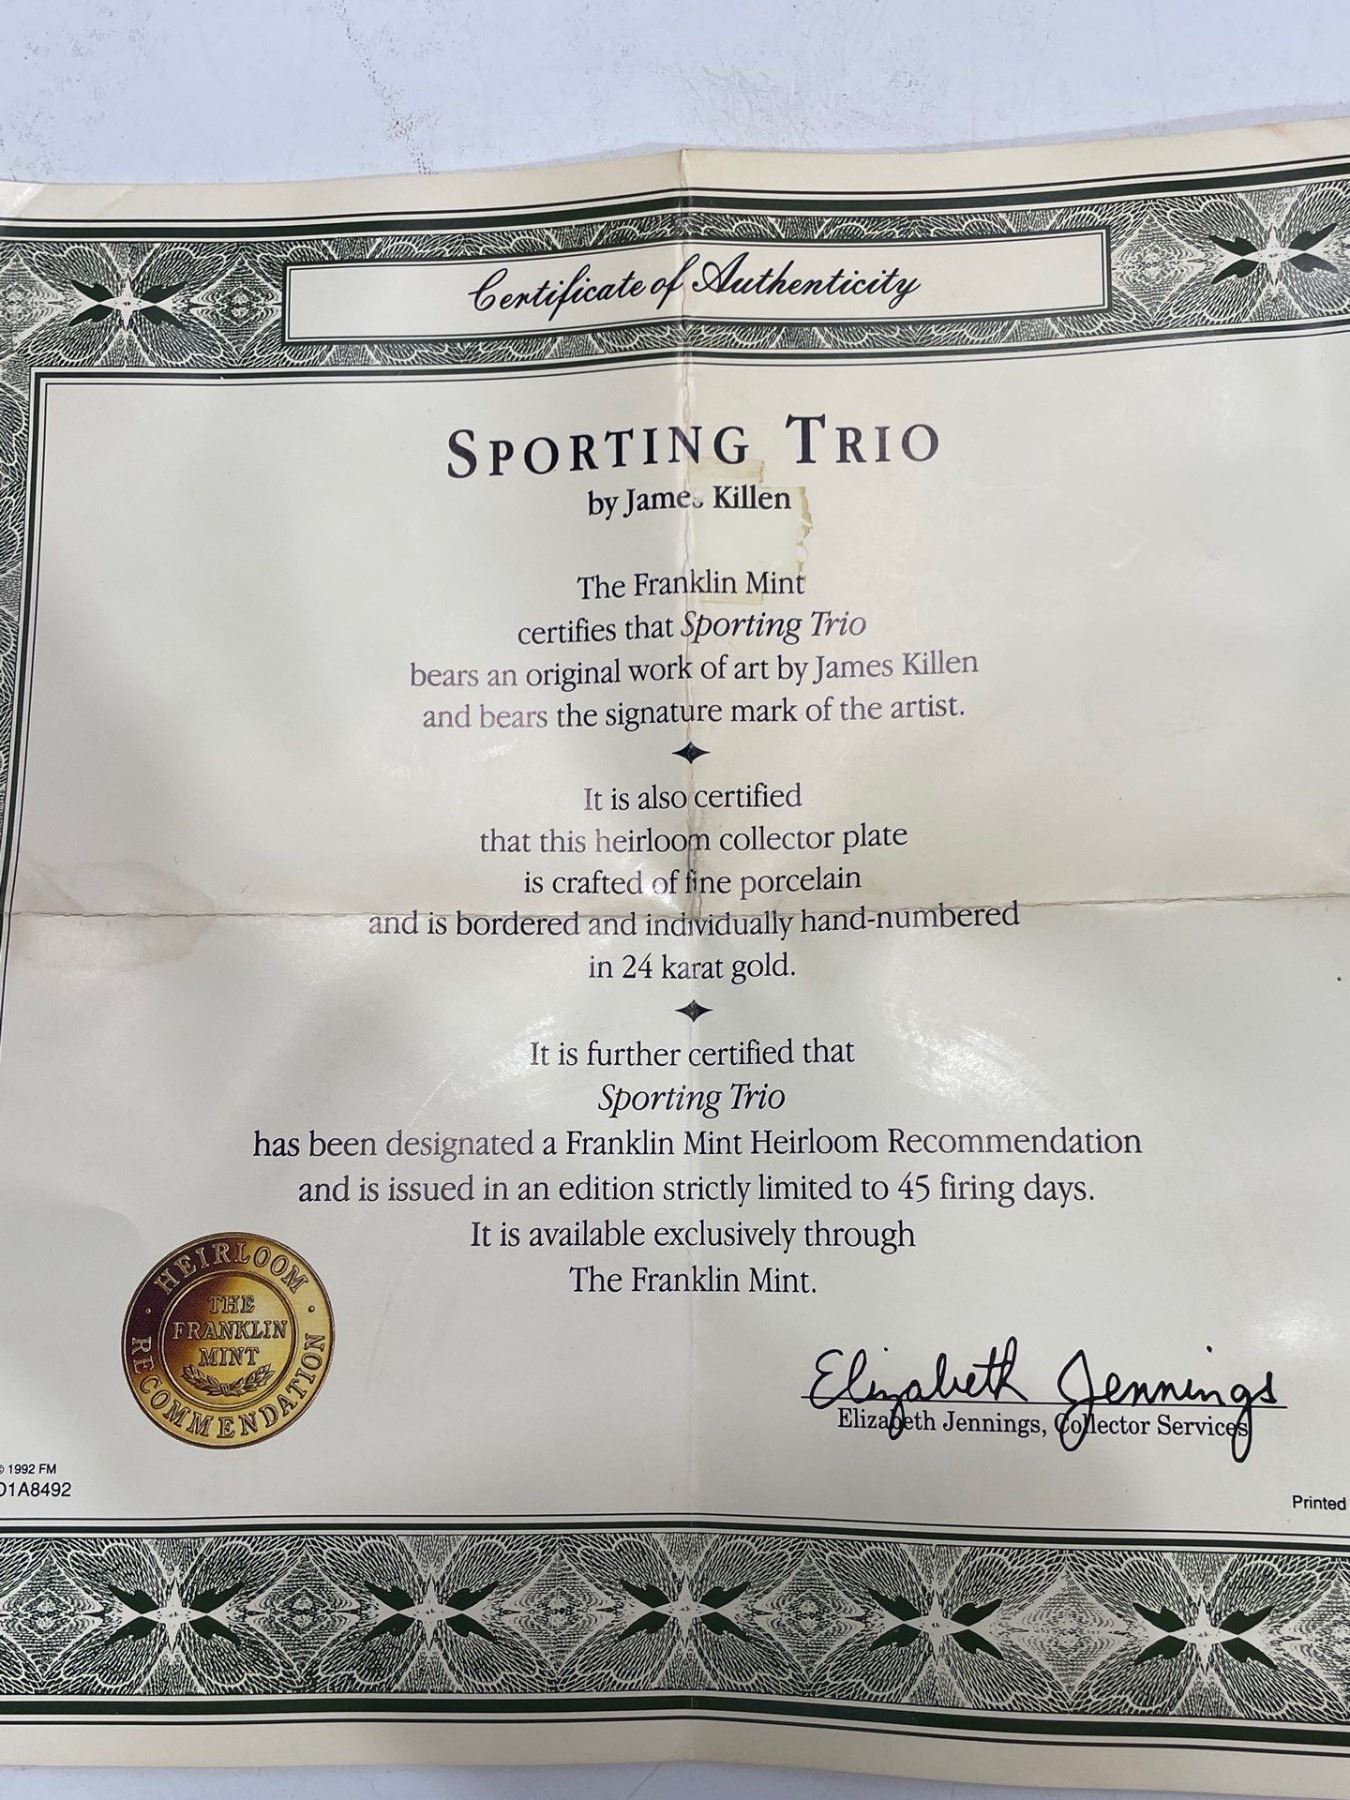 Certificate of Authenticity
SPORTING TRIO
by James Killen
The Franklin Mint
certifies that Sporting Trio
bears an original work of art by James Killen
and bears the signature mark of the artist.
It is also certified
that this heirloom collector plate
is crafted of fine porcelain
and is bordered and individually hand-numbered
in 24 karat gold.
It is further certified that
Sporting Trio
has been designated a Franklin Mint Heirloom Recommendation
and is issued in an edition strictly limited to 45 firing days.
It is available exclusively through
The Franklin Mint.
HEIRLOOM
RECOMMENDATION
THE
FRANKLIN
MINT
Elizabeth Jennings
Elizabeth Jennings, Collector Services
© 1992 FM
01A8492
Printed